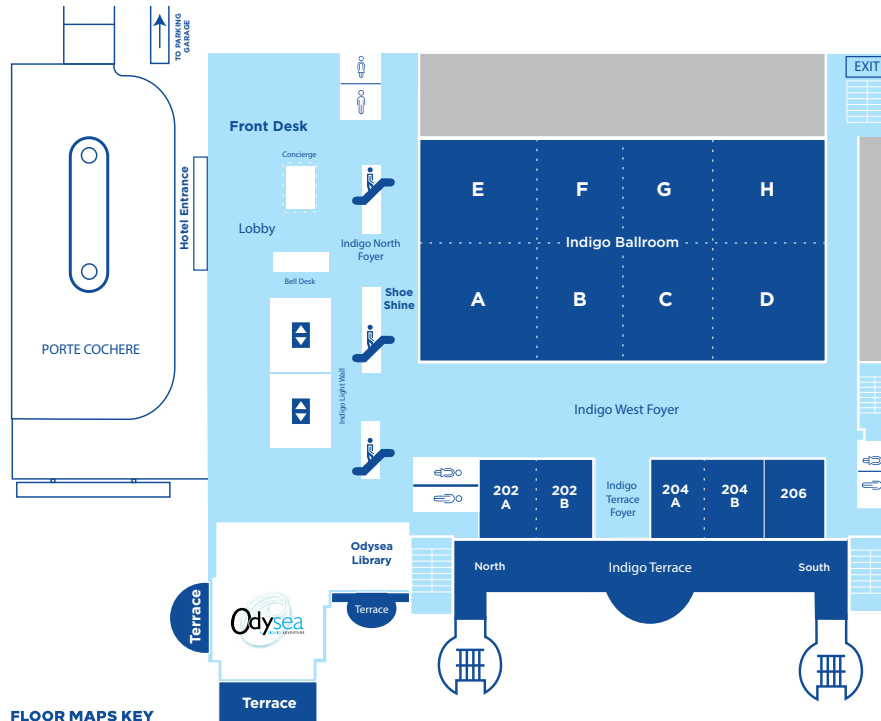 TO PARKING
GARAGE
EXIT
Front Desk
Concierge
E
F
G
H
Hotel Entrance
Lobby
Indigo North
Foyer
Indigo Ballroom
Bell Desk
Shoe
Shine
A
B
C
D
PORTE COCHERE
Indigo Light Wall
Indigo West Foyer
202
A
202
B
Indigo
Terrace
Foyer
204
A
204
B
206
Odysea
Library
North
Indigo Terrace
South
Terrace
Terrace
Odysea
Terrace
FLOOR MAPS KEY